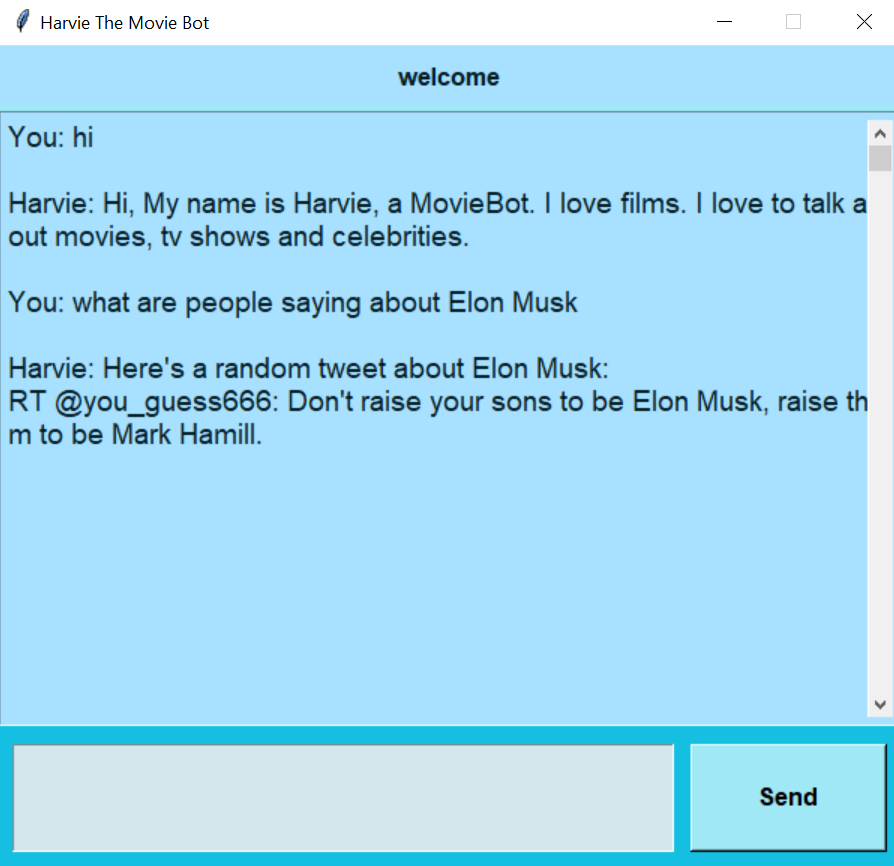 Harvie The Movie Bot
welcome
You: hi
Harvie: Hi, My name is Harvie, a MovieBot. I love films. I love to talk a
out movies, tv shows and celebrities.
You: what are people saying about Elon Musk
Harvie: Here's a random tweet about Elon Musk:
RT @you_guess666: Don't raise your sons to be Elon Musk, raise th
m to be Mark Hamill.
Send